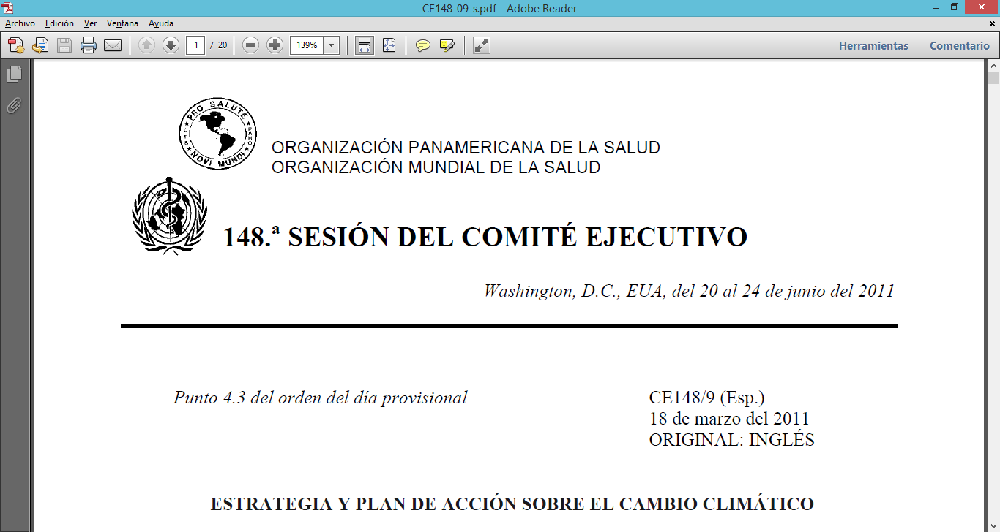 CE148-09-s.pdf - Adobe Reader
Archivo Edición Ver Ventana Ayuda
1 / 20 139% Herramientas Comentario
PRO SALUTE
OPS PAHO
NOVI MUNDI
ORGANIZACIÓN PANAMERICANA DE LA SALUD
ORGANIZACIÓN MUNDIAL DE LA SALUD
148.ª SESIÓN DEL COMITÉ EJECUTIVO
Washington, D.C., EUA, del 20 al 24 de junio del 2011
Punto 4.3 del orden del día provisional
CE148/9 (Esp.)
18 de marzo del 2011
ORIGINAL: INGLÉS
ESTRATEGIA Y PLAN DE ACCIÓN SOBRE EL CAMBIO CLIMÁTICO